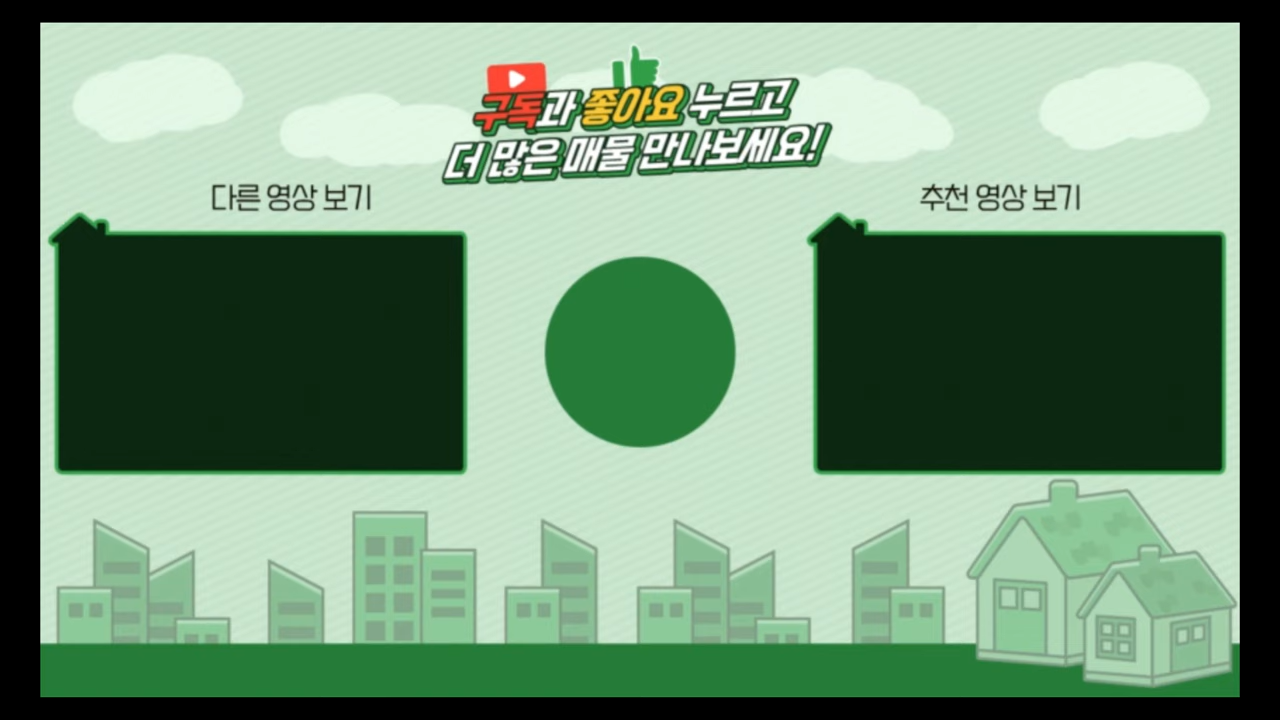 구독과 좋아요 누르고
더 많은 매물 만나보세요!
다른 영상 보기
추천 영상 보기